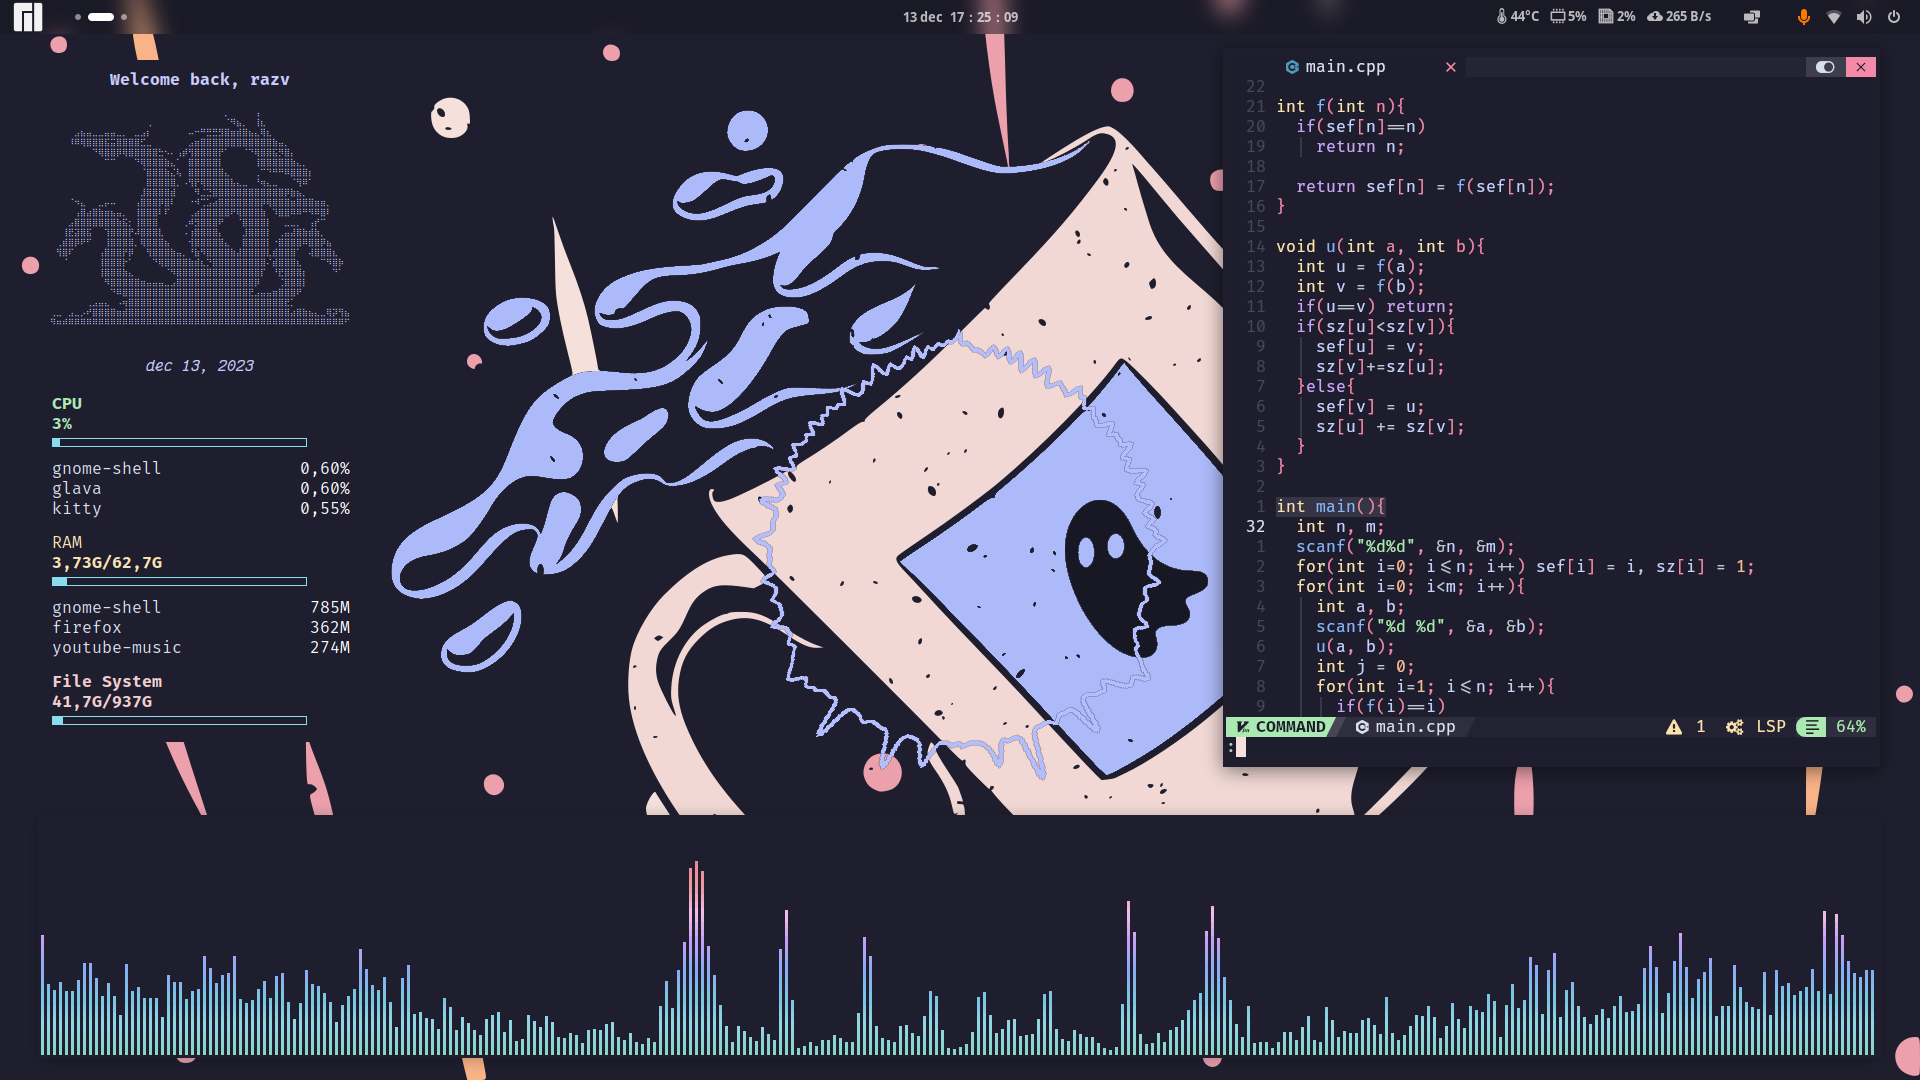 13 dec 17 : 25 : 09
44°C 5% 2% 265 B/s
Welcome back, razv
dec 13, 2023
CPU
3%
gnome-shell 0,60%
glava 0,60%
kitty 0,55%
RAM
3,73G/62,7G
gnome-shell 785M
firefox 362M
youtube-music 274M
File System
41,7G/937G
main.cpp
22
21 int f(int n){
20 if(sef[n]==n)
19 return n;
18
17 return sef[n] = f(sef[n]);
16 }
15
14 void u(int a, int b){
13 int u = f(a);
12 int v = f(b);
11 if(u==v) return;
10 if(sz[u]<sz[v]){
9 sef[u] = v;
8 sz[v]+=sz[u];
7 }else{
6 sef[v] = u;
5 sz[u] += sz[v];
4 }
3 }
2
1 int main(){
32 int n, m;
1 scanf("%d%d", &n, &m);
2 for(int i=0; i<=n; i++) sef[i] = i, sz[i] = 1;
3 for(int i=0; i<m; i++){
4 int a, b;
5 scanf("%d %d", &a, &b);
6 u(a, b);
7 int j = 0;
8 for(int i=1; i<=n; i++){
9 if(f(i)==i)
COMMAND main.cpp 1 LSP 64%
: